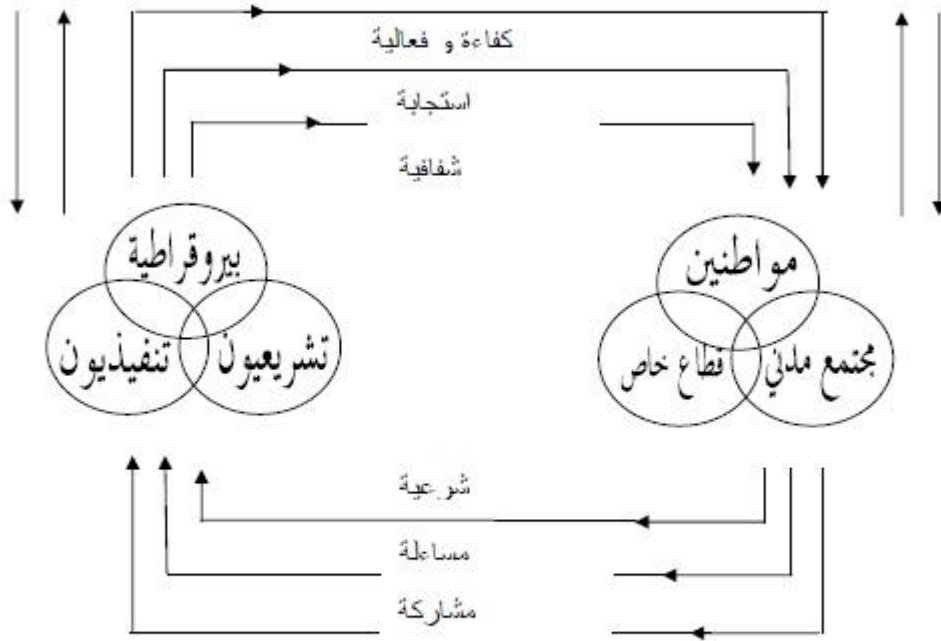 كفاءة و فعالية
استجابة
شفافية
مواطنين
بيروقراطية
مجتمع مدني
قطاع خاص
تشريعيون
تنفيذيون
شرعية
مساءلة
مشاركة